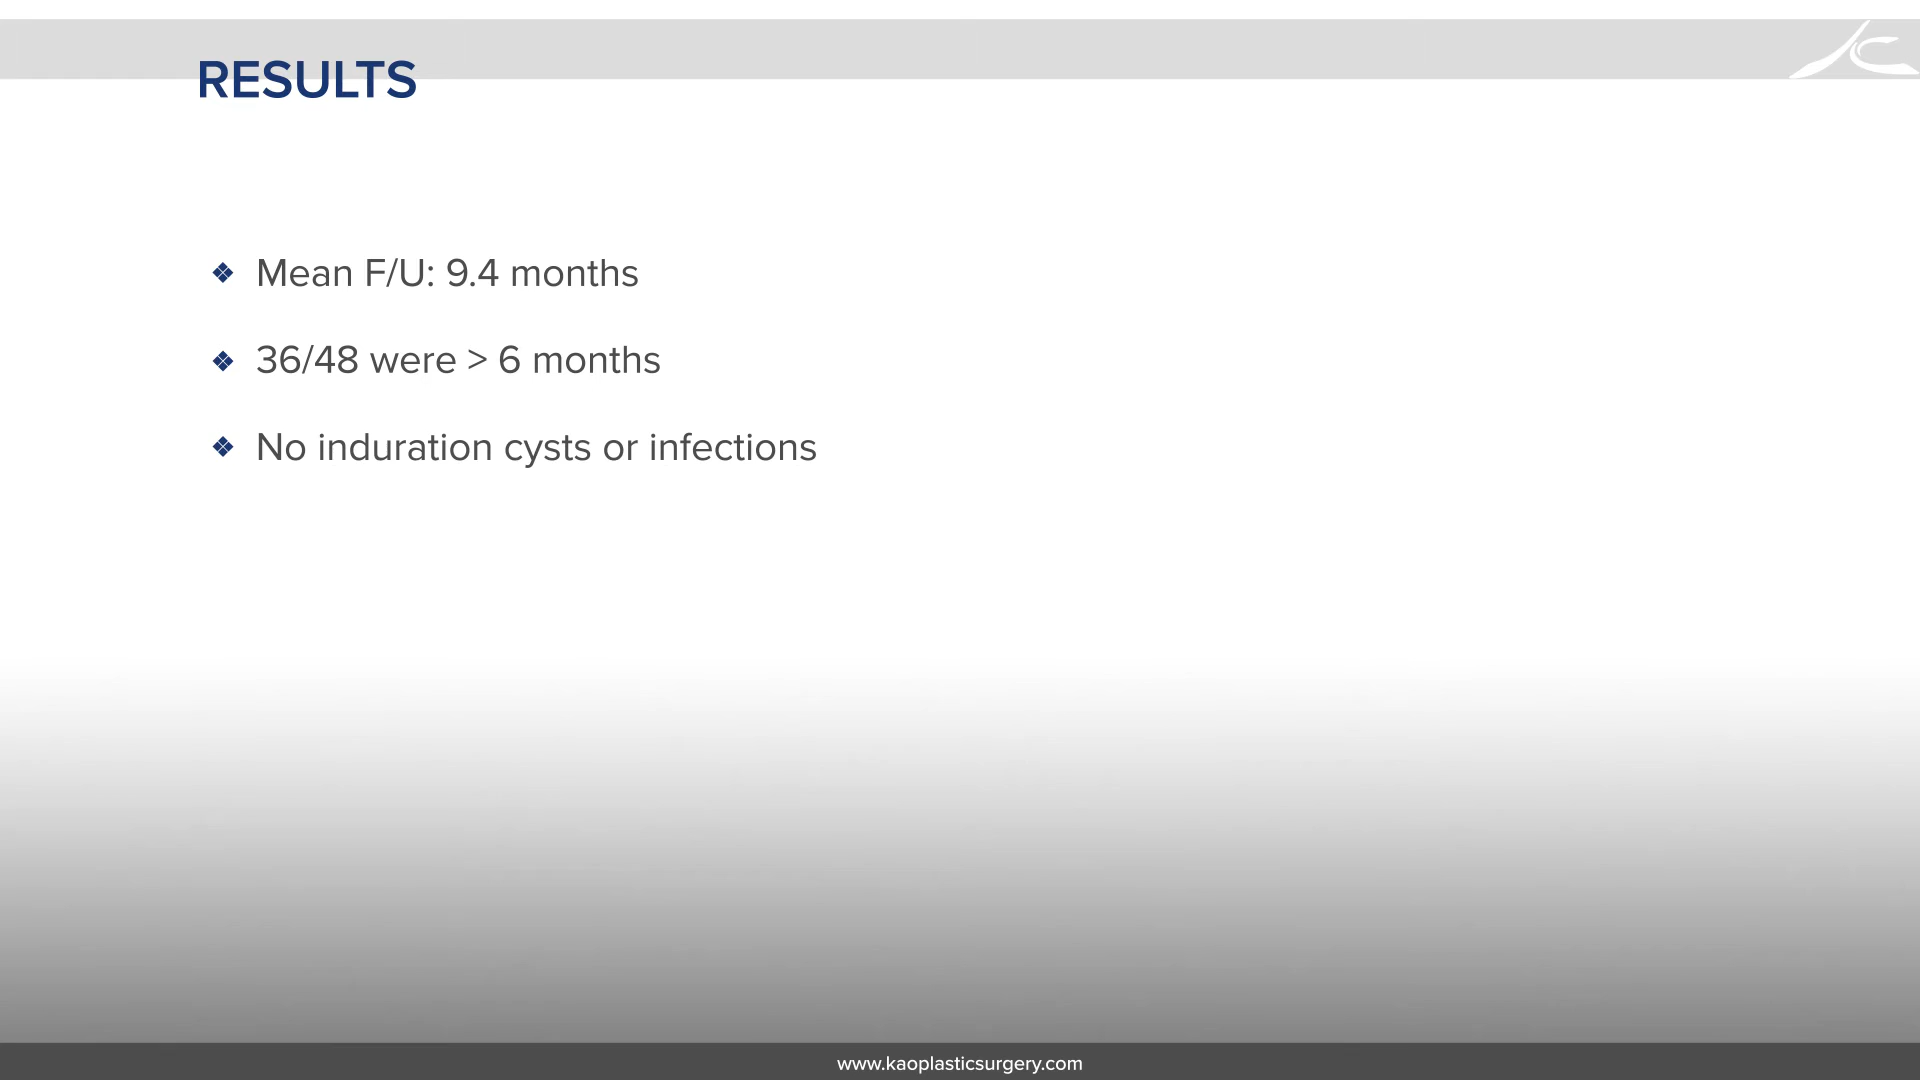 RESULTS
❖ Mean F/U: 9.4 months
❖ 36/48 were > 6 months
❖ No induration cysts or infections
www.kaoplasticsurgery.com